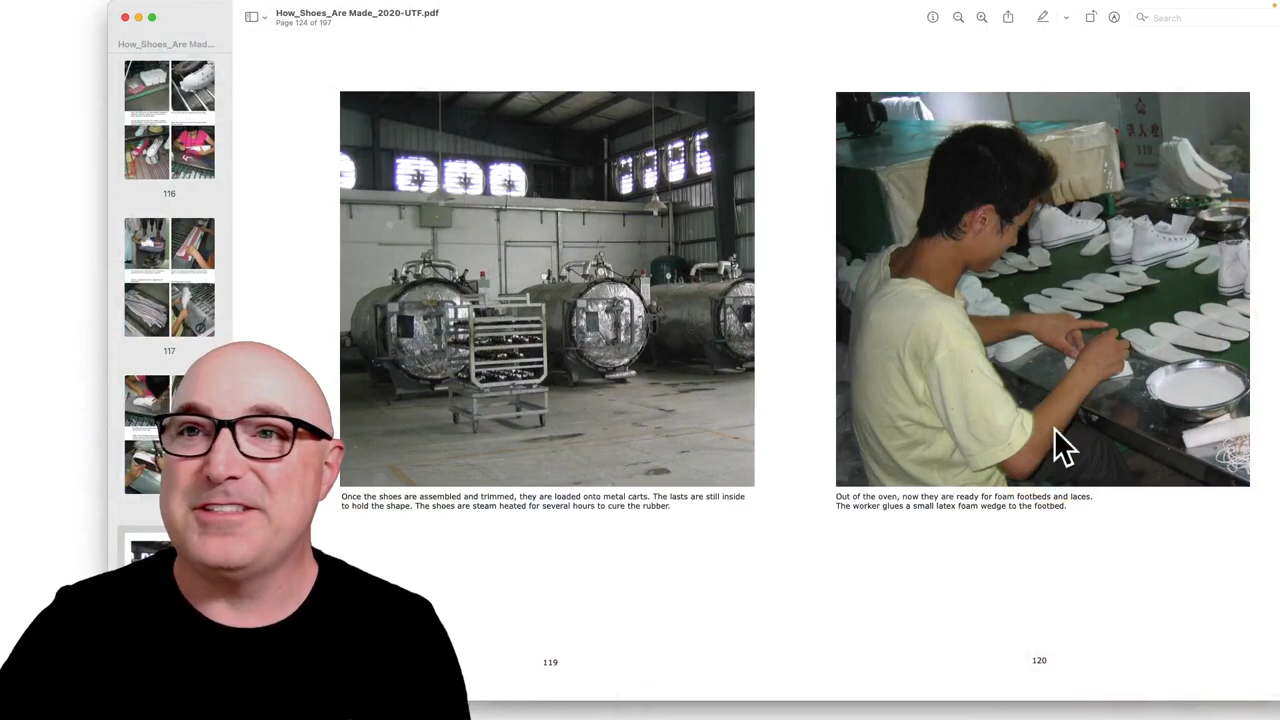 How_Shoes_Are Made_2020-UTF.pdf
Page 124 of 197
Search
How_Shoes_Are Mad...
116
117
119
Once the shoes are assembled and trimmed, they are loaded onto metal carts. The lasts are still inside
to hold the shape. The shoes are steam heated for several hours to cure the rubber.
Out of the oven, now they are ready for foam footbeds and laces.
The worker glues a small latex foam wedge to the footbed.
119
120